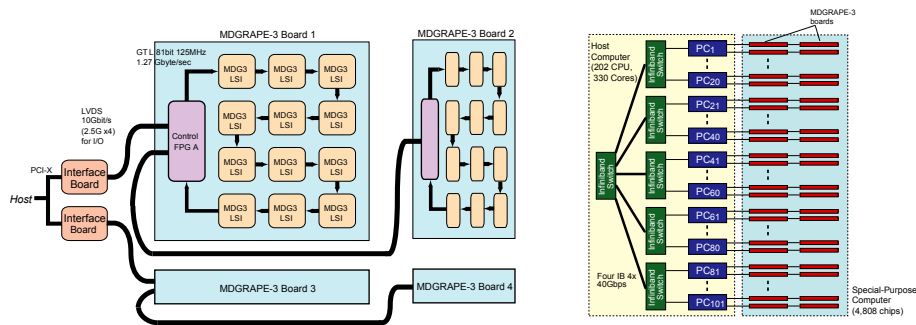 MDGRAPE-3 Board 1
GTL 81bit 125MHz
1.27 Gbyte/sec
MDG3
LSI
MDG3
LSI
MDG3
LSI
MDG3
LSI
MDG3
LSI
MDG3
LSI
MDG3
LSI
MDG3
LSI
MDG3
LSI
MDG3
LSI
MDG3
LSI
MDG3
LSI
Control
FPGA
LVDS
10Gbit/s
(2.5G x4)
for I/O
PCI-X
Host
Interface
Board
Interface
Board
MDGRAPE-3 Board 2
MDGRAPE-3 Board 3
MDGRAPE-3 Board 4
MDGRAPE-3
boards
Host
Computer
(202 CPU,
330 Cores)
Infiniband
Switch
Infiniband
Switch
Infiniband
Switch
Infiniband
Switch
Infiniband
Switch
Infiniband
Switch
PC1
PC20
PC21
PC40
PC41
PC60
PC61
PC80
PC81
PC101
Four IB 4x
40Gbps
Special-Purpose
Computer
(4,808 chips)